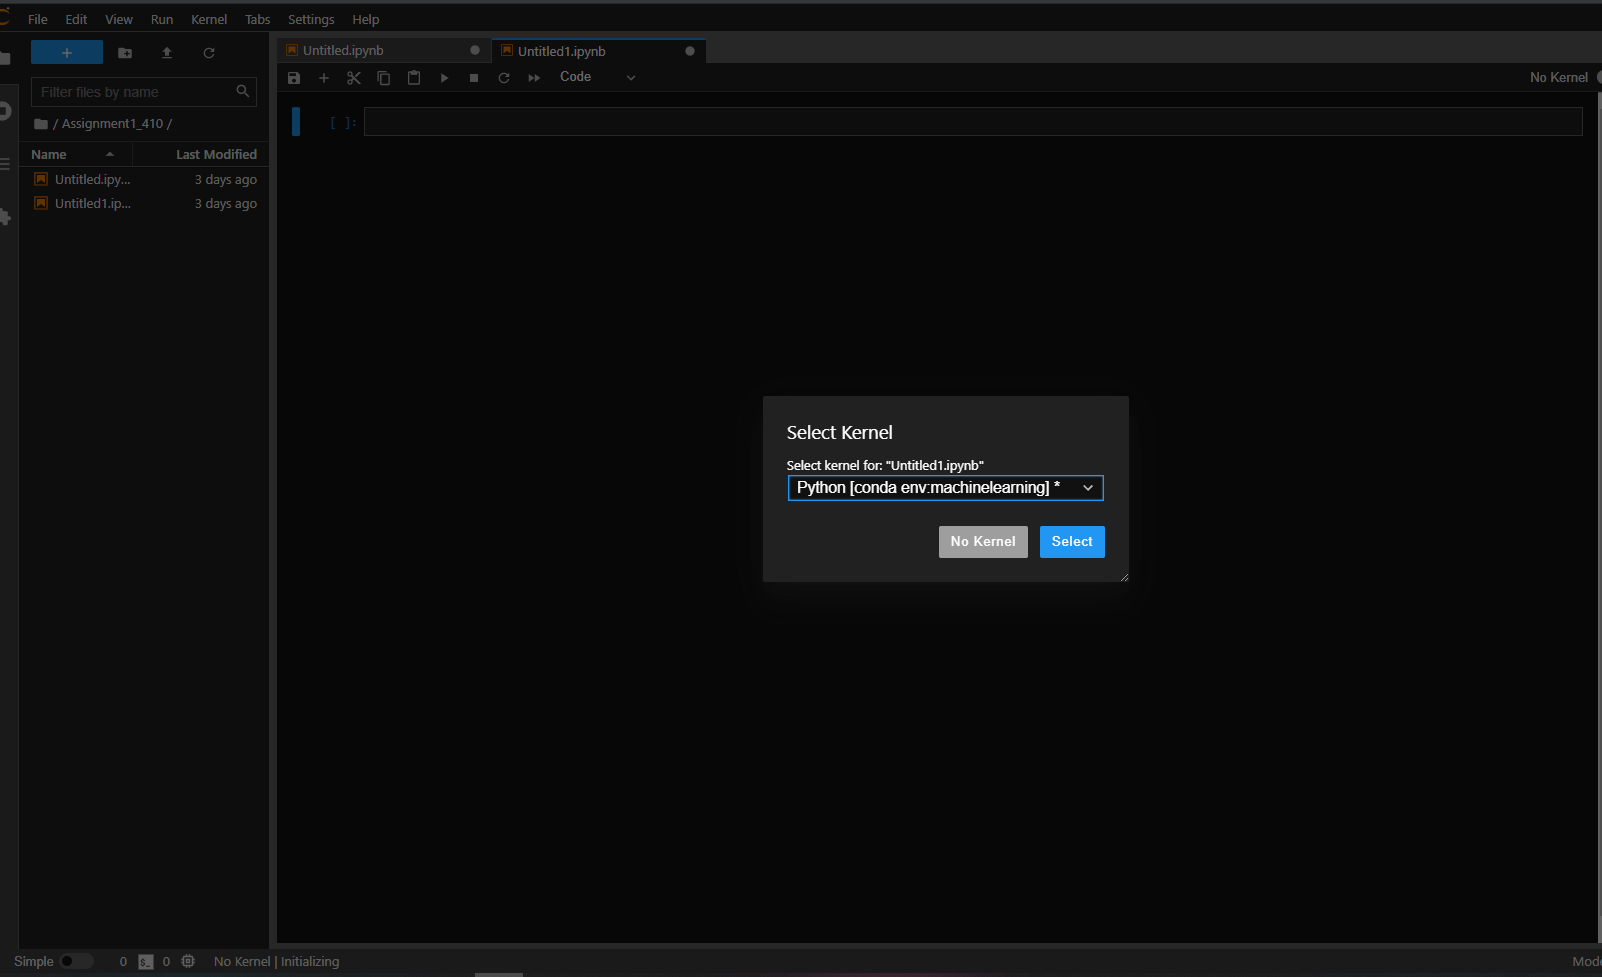 File Edit View Run Kernel Tabs Settings Help
Untitled.ipynb
Untitled1.ipynb
Code
No Kernel
Filter files by name
/ Assignment1_410 /
Name Last Modified
Untitled.ipy... 3 days ago
Untitled1.ip... 3 days ago
[ ]:
Select Kernel
Select kernel for: "Untitled1.ipynb"
Python [conda env:machinelearning] *
No Kernel Select
Simple 0 $_ 0 No Kernel | Initializing Mode